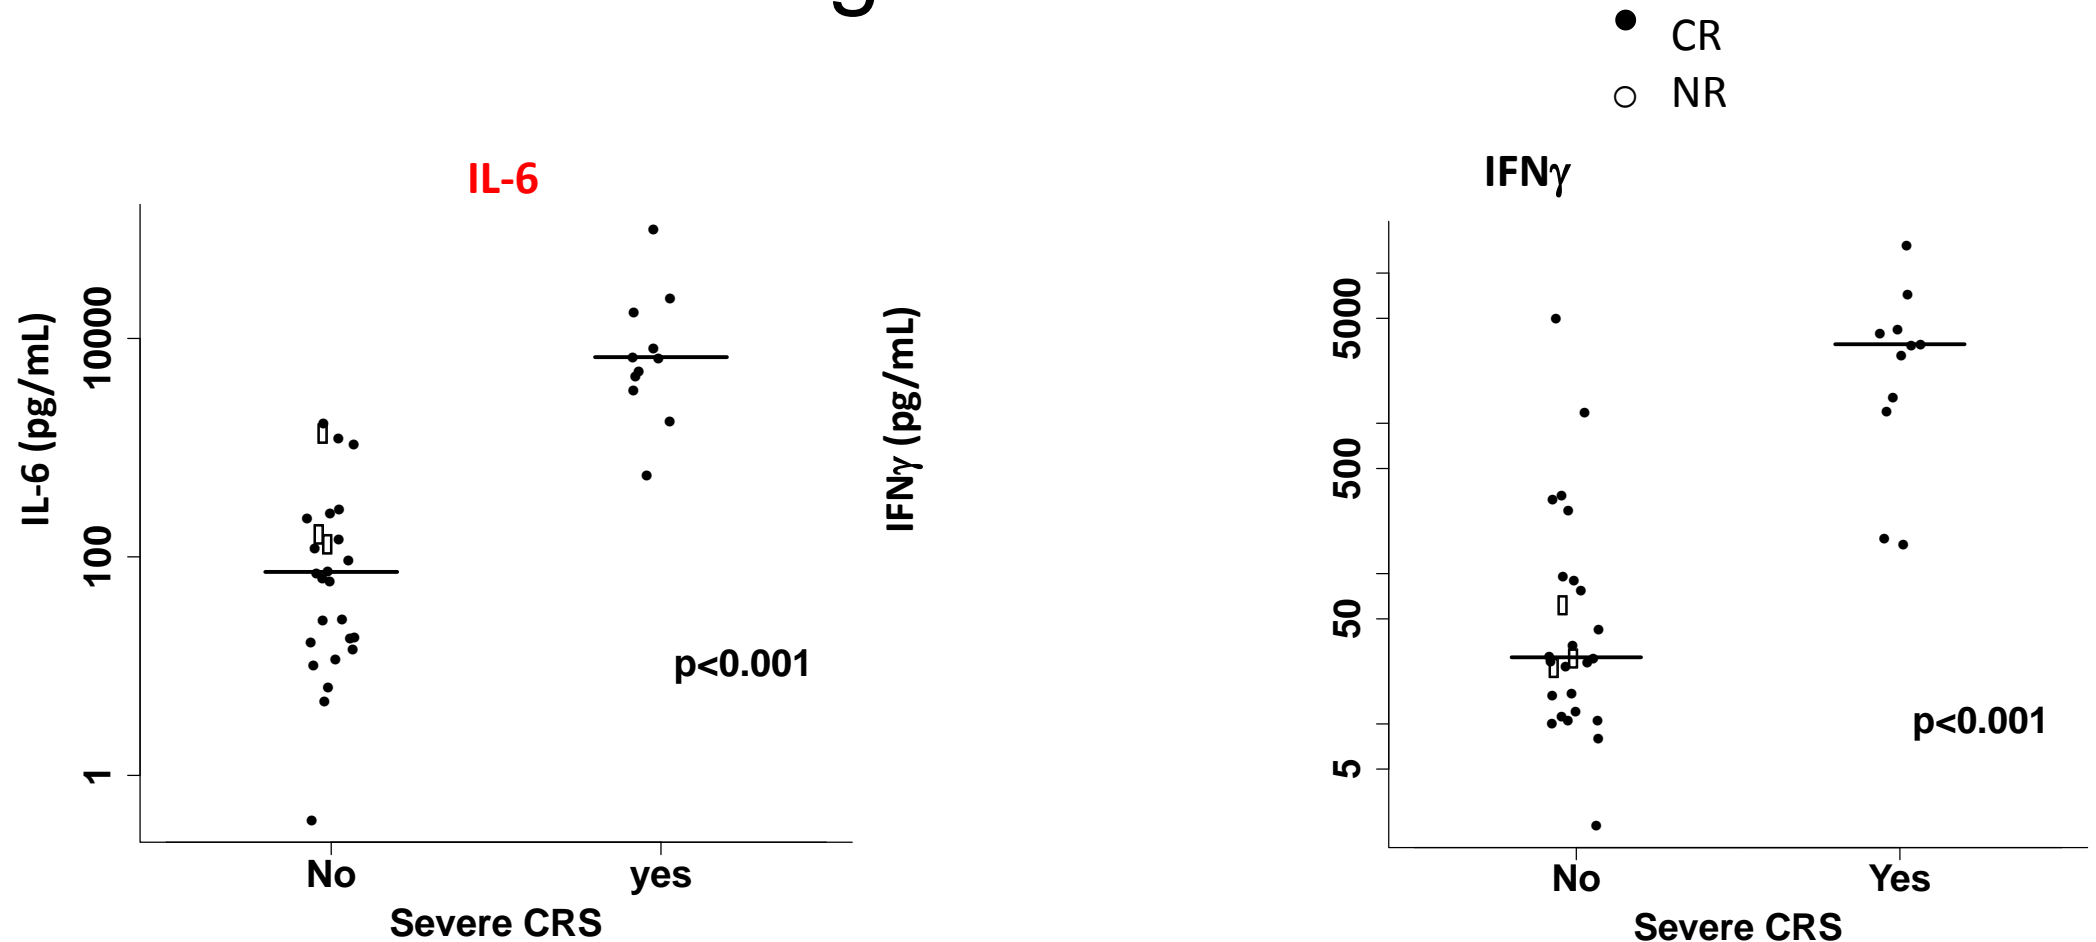 CR
NR
IL-6
IL-6 (pg/mL)
10000
100
1
p<0.001
No
yes
Severe CRS
IFNγ
IFNγ (pg/mL)
5000
500
50
5
p<0.001
No
Yes
Severe CRS